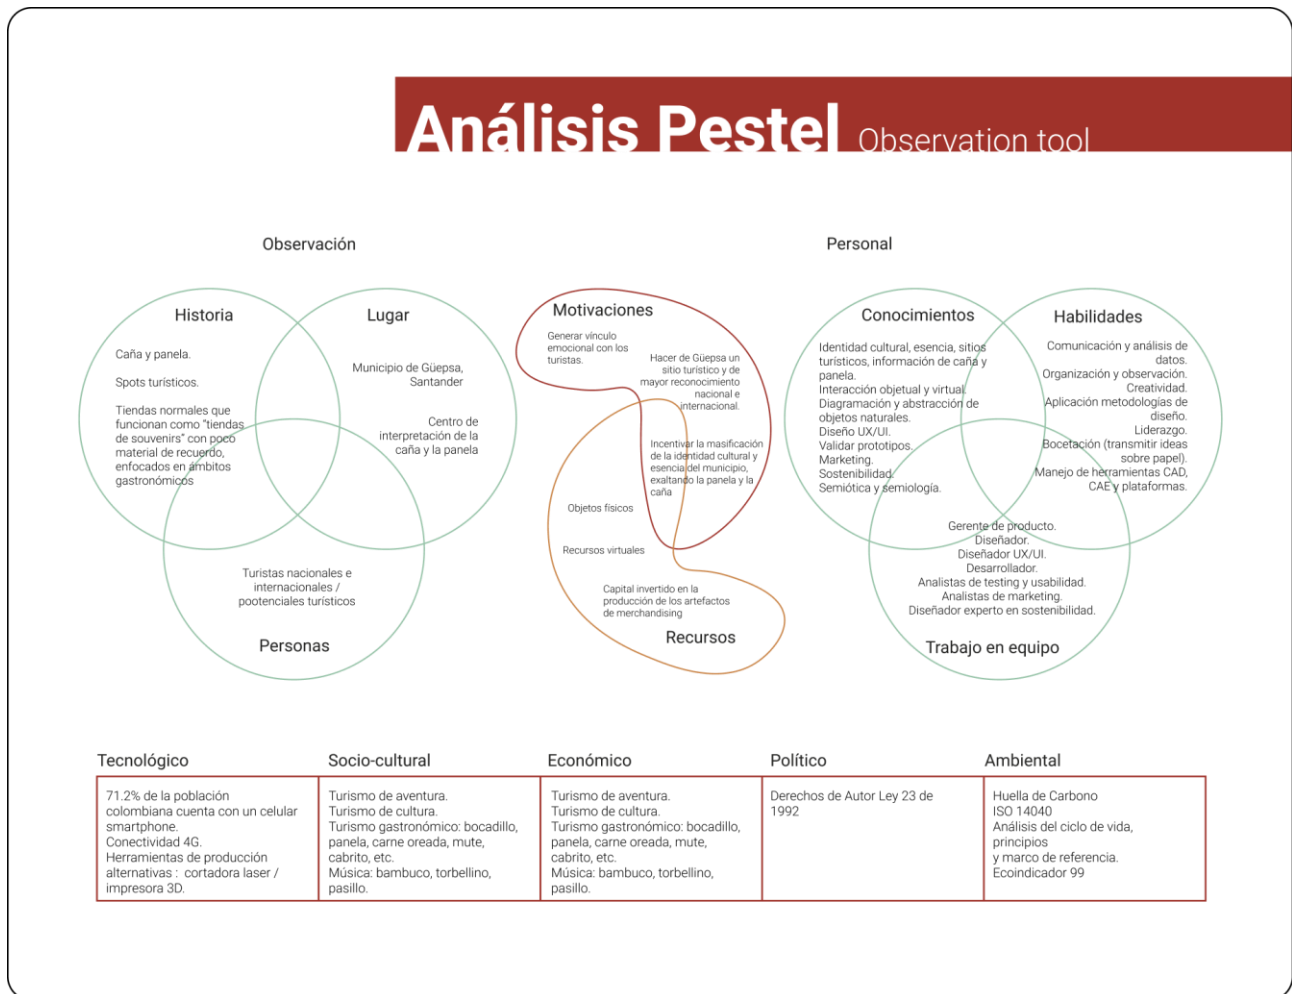 Análisis Pestel Observation tool
Observación
Historia
Caña y panela.
Spots turísticos.
Tiendas normales que
funcionan como "tiendas
de souvenirs" con poco
material de recuerdo,
enfocados en ámbitos
gastronómicos
Lugar
Municipio de Güepsa,
Santander
Centro de
interpretación de la
caña y la panela
Turistas nacionales e
internacionales /
pootenciales turísticos
Personas
Motivaciones
Generar vínculo
emocional con los
turistas.
Hacer de Güepsa un
sitio turístico y de
mayor reconocimiento
nacional e
internacional.
Incentivar la masificación
de la identidad cultural y
esencia del municipio,
exaltando la panela y la
caña
Objetos físicos
Recursos virtuales
Capital invertido en la
producción de los artefactos
de merchandising
Recursos
Personal
Conocimientos
Identidad cultural, esencia, sitios
turísticos, información de caña y
panela.
Interacción objetual y virtual.
Diagramación y abstracción de
objetos naturales.
Diseño UX/UI.
Validar prototipos.
Marketing.
Sostenibilidad.
Semiótica y semiología.
Habilidades
Comunicación y análisis de
datos.
Organización y observación.
Creatividad.
Aplicación metodologías de
diseño.
Liderazgo.
Bocetación (transmitir ideas
sobre papel).
Manejo de herramientas CAD,
CAE y plataformas.
Gerente de producto.
Diseñador.
Diseñador UX/UI.
Desarrollador.
Analistas de testing y usabilidad.
Analistas de marketing.
Diseñador experto en sostenibilidad.
Trabajo en equipo
Tecnológico
71.2% de la población
colombiana cuenta con un celular
smartphone.
Conectividad 4G.
Herramientas de producción
alternativas : cortadora laser /
impresora 3D.
Socio-cultural
Turismo de aventura.
Turismo de cultura.
Turismo gastronómico: bocadillo,
panela, carne oreada, mute,
cabrito, etc.
Música: bambuco, torbellino,
pasillo.
Económico
Turismo de aventura.
Turismo de cultura.
Turismo gastronómico: bocadillo,
panela, carne oreada, mute,
cabrito, etc.
Música: bambuco, torbellino,
pasillo.
Político
Derechos de Autor Ley 23 de
1992
Ambiental
Huella de Carbono
ISO 14040
Análisis del ciclo de vida,
principios
y marco de referencia.
Ecoindicador 99